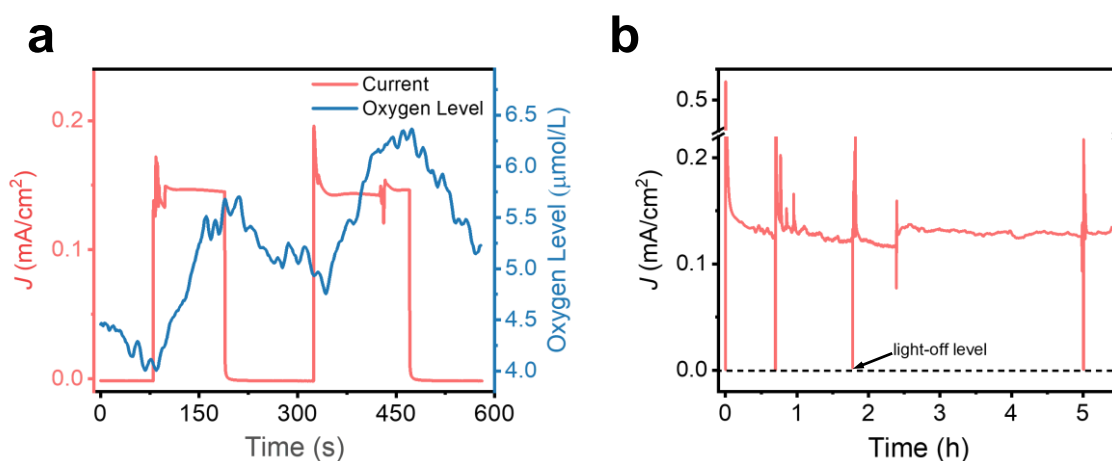 a
Current
Oxygen Level
J (mA/cm²)
0.2
0.1
0.0
6.5
6.0
5.5
5.0
4.5
4.0
Oxygen Level (μmol/L)
0 150 300 450 600
Time (s)
b
J (mA/cm²)
0.5
0.2
0.1
0.0
light-off level
0 1 2 3 4 5
Time (h)